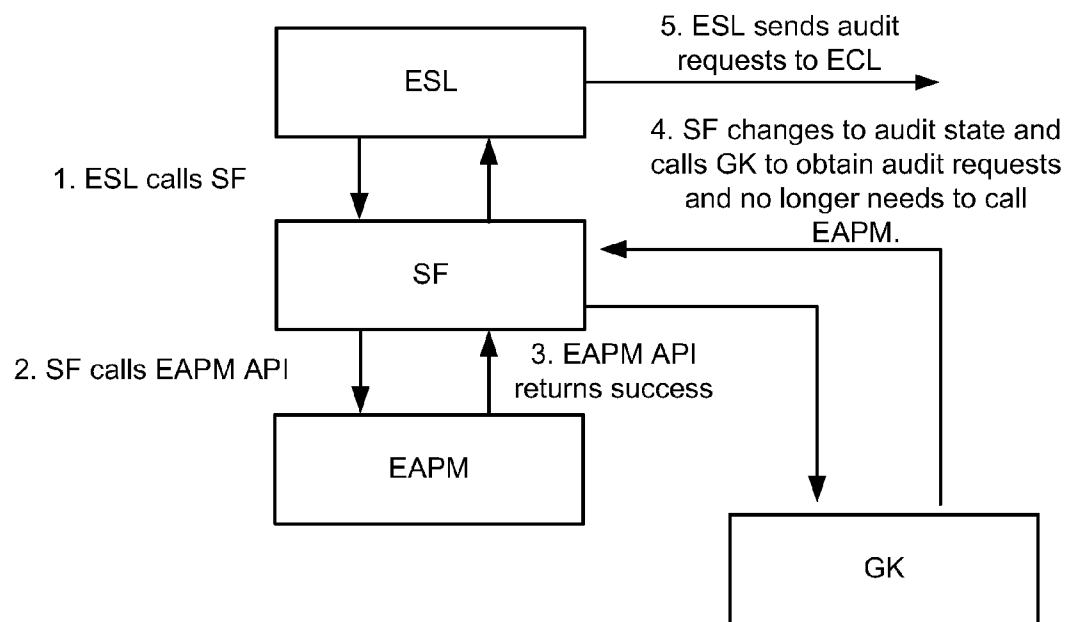 5. ESL sends audit
requests to ECL
ESL
4. SF changes to audit state and
calls GK to obtain audit requests
and no longer needs to call
EAPM.
1. ESL calls SF
SF
2. SF calls EAPM API
3. EAPM API
returns success
EAPM
GK